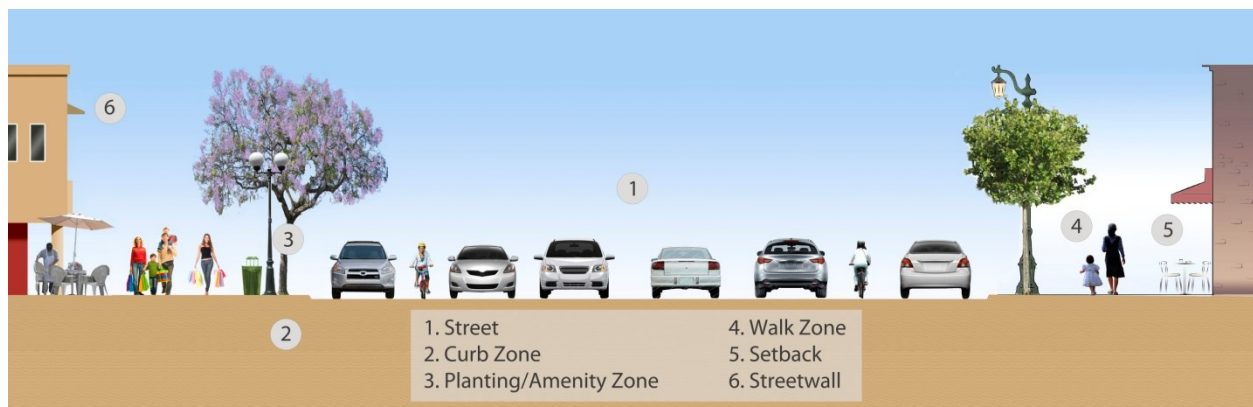 6
1
3
4
5
2
1. Street
2. Curb Zone
3. Planting/Amenity Zone
4. Walk Zone
5. Setback
6. Streetwall